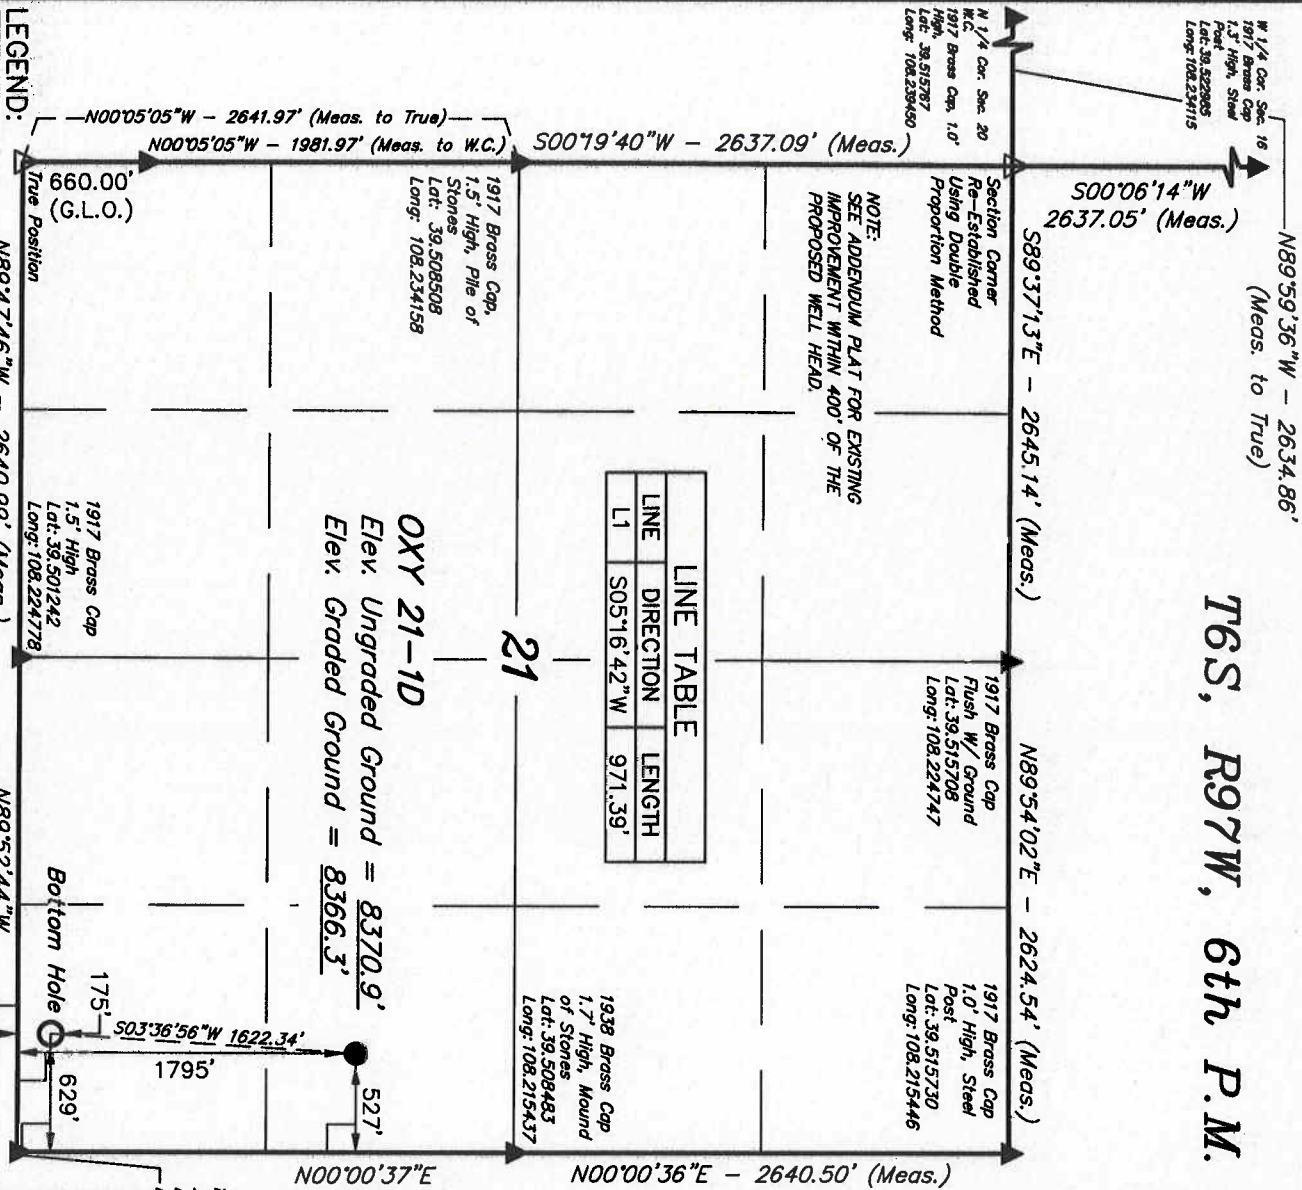 T6S, R97W, 6th P.M.
N89°59'36"W - 2634.86'
(Meas. to True)
W 1/4 Cor. Sec. 16
1917 Brass Cap
1.3' High, Steel
Post
Lat: 39.522965
Long: 108.234115
S00°06'14"W
2637.05' (Meas.)
N 1/4 Cor. Sec. 20
W.C.
1917 Brass Cap, 1.0'
High.
Lat: 39.515767
Long: 108.239450
S89°37'13"E - 2645.14' (Meas.)
N89°54'02"E - 2624.54' (Meas.)
Section Corner
Re-Established
Using Double
Proportion Method
1917 Brass Cap
Flush W/ Ground
Lat: 39.515708
Long: 108.224747
1917 Brass Cap
1.0' High, Steel
Post
Lat: 39.515730
Long: 108.215446
NOTE:
SEE ADDENDUM PLAT FOR EXISTING
IMPROVEMENT WITHIN 400' OF THE
PROPOSED WELL HEAD.
S00°19'40"W - 2637.09' (Meas.)
LINE TABLE
LINE DIRECTION LENGTH
L1 S05°16'42"W 971.39'
N00°00'36"E - 2640.50' (Meas.)
21
1938 Brass Cap
1.7' High, Mound
of Stones
Lat: 39.508483
Long: 108.215437
1917 Brass Cap,
1.5' High, Pile of
Stones
Lat: 39.508508
Long: 108.234158
N00°05'05"W - 2641.97' (Meas. to True)
N00°05'05"W - 1981.97' (Meas. to W.C.)
OXY 21-1D
Elev. Ungraded Ground = 8370.9'
Elev. Graded Ground = 8366.3'
527'
N00°00'37"E
1795'
S03°36'56"W 1622.34'
175'
Bottom Hole
629'
660.00'
(G.L.O.)
True Position
1917 Brass Cap
1.5' High
Lat: 39.501242
Long: 108.224778
LEGEND: